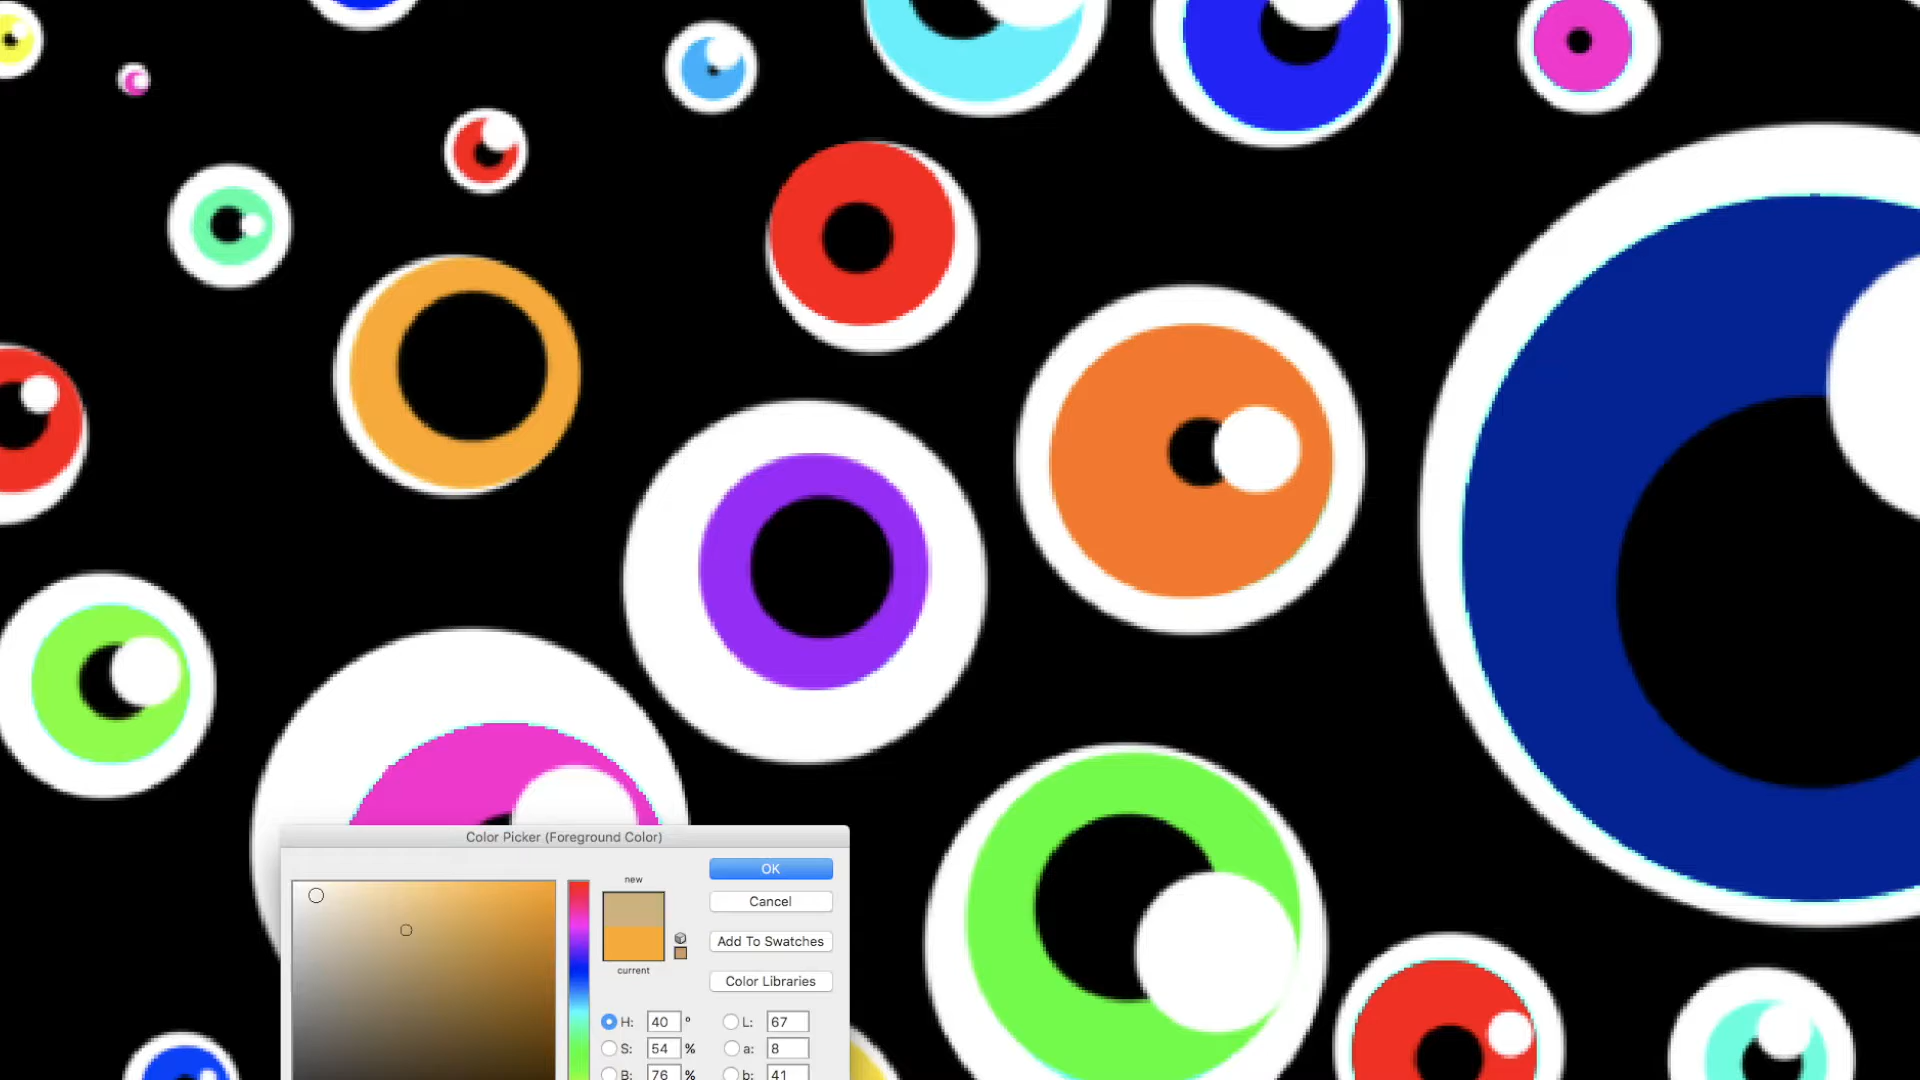 Color Picker (Foreground Color)
new
current
OK
Cancel
Add To Swatches
Color Libraries
H: 40 °
L: 67
S: 54 %
a: 8
B: 76 %
b: 41